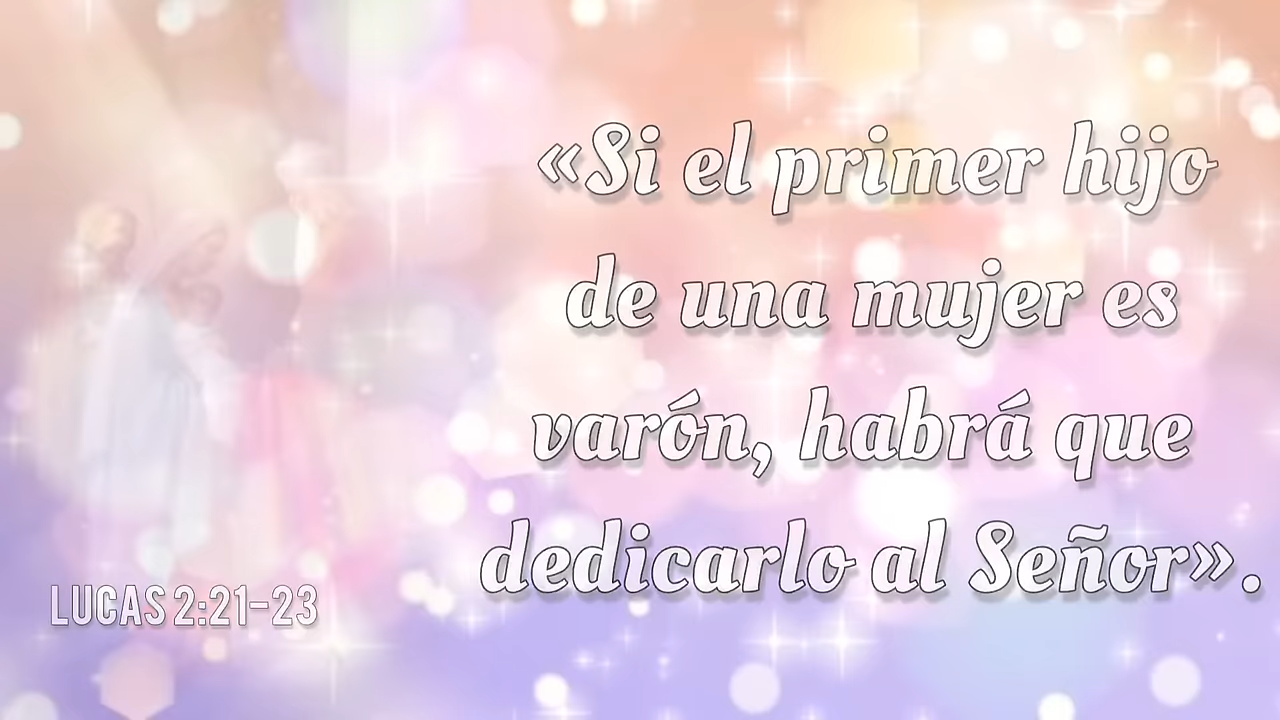 «Si el primer hijo
de una mujer es
varón, habrá que
dedicarlo al Señor».
LUCAS 2:21-23